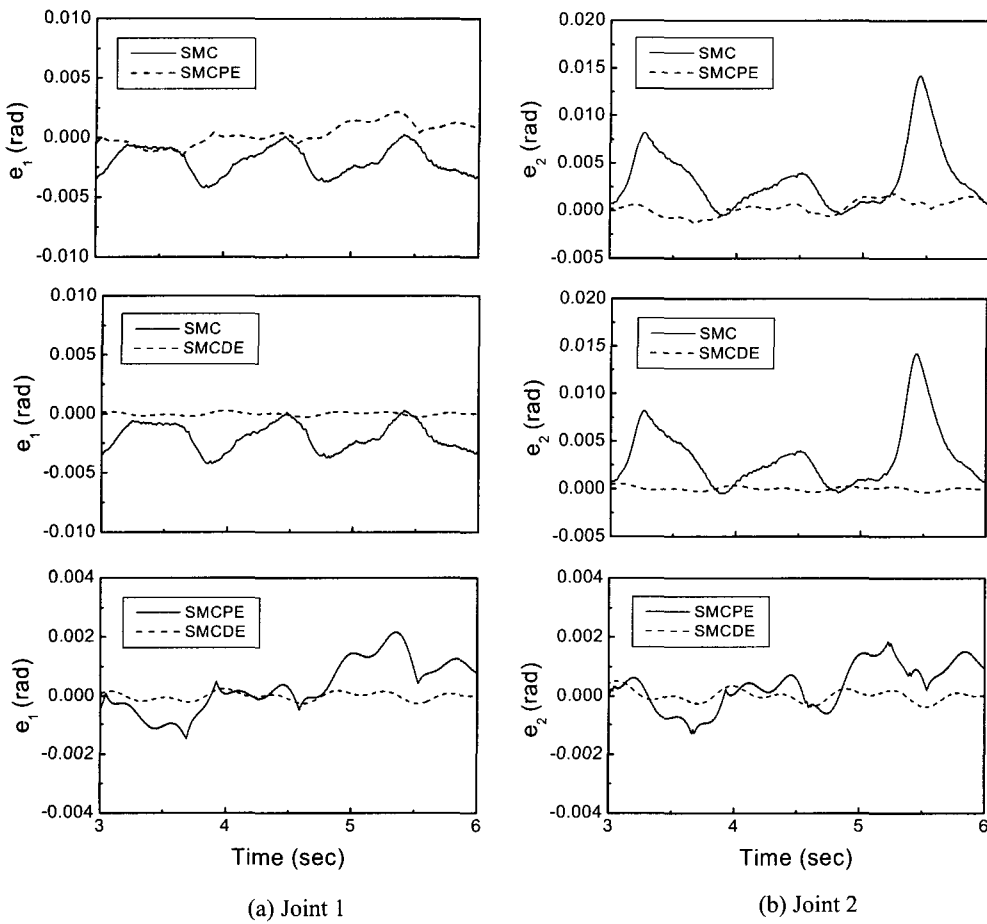 0.010
0.005
0.000
-0.005
-0.010
e1 (rad)
SMC
SMCPE
0.020
0.015
0.010
0.005
0.000
-0.005
e2 (rad)
SMC
SMCPE
0.010
0.005
0.000
-0.005
-0.010
e1 (rad)
SMC
SMCDE
0.020
0.015
0.010
0.005
0.000
-0.005
e2 (rad)
SMC
SMCDE
0.004
0.002
0.000
-0.002
-0.004
e1 (rad)
SMCPE
SMCDE
3 4 5 6
Time (sec)
0.004
0.002
0.000
-0.002
-0.004
e2 (rad)
SMCPE
SMCDE
3 4 5 6
Time (sec)
(a) Joint 1
(b) Joint 2